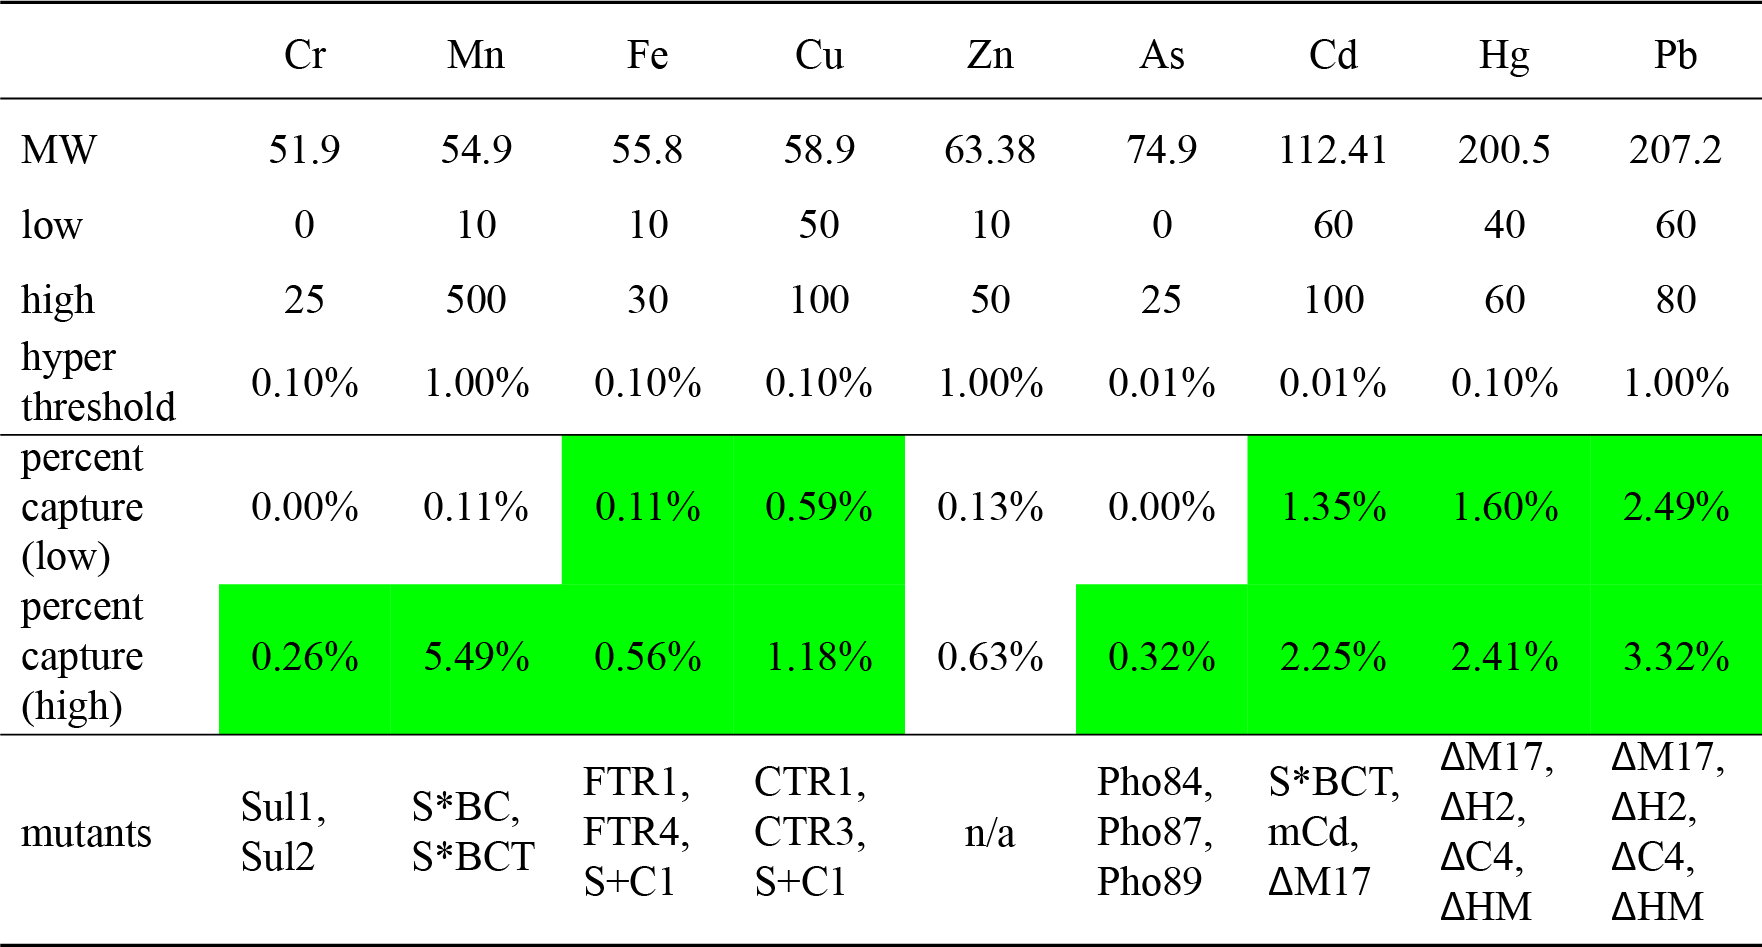 Cr Mn Fe Cu Zn As Cd Hg Pb
MW 51.9 54.9 55.8 58.9 63.38 74.9 112.41 200.5 207.2
low 0 10 10 50 10 0 60 40 60
high 25 500 30 100 50 25 100 60 80
hyper
threshold 0.10% 1.00% 0.10% 0.10% 1.00% 0.01% 0.01% 0.10% 1.00%
percent
capture 0.00% 0.11% 0.11% 0.59% 0.13% 0.00% 1.35% 1.60% 2.49%
(low)
percent
capture 0.26% 5.49% 0.56% 1.18% 0.63% 0.32% 2.25% 2.41% 3.32%
(high)
mutants
Sul1,
Sul2
S*BC,
S*BCT
FTR1,
FTR4,
S+C1
CTR1,
CTR3,
S+C1
n/a
Pho84,
Pho87,
Pho89
S*BCT,
mCd,
ΔM17
ΔM17,
ΔH2,
ΔC4,
ΔHM
ΔM17,
ΔH2,
ΔC4,
ΔHM